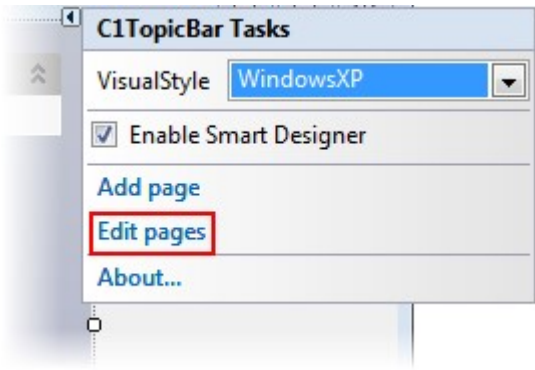 C1TopicBar Tasks
VisualStyle WindowsXP
Enable Smart Designer
Add page
Edit pages
About...